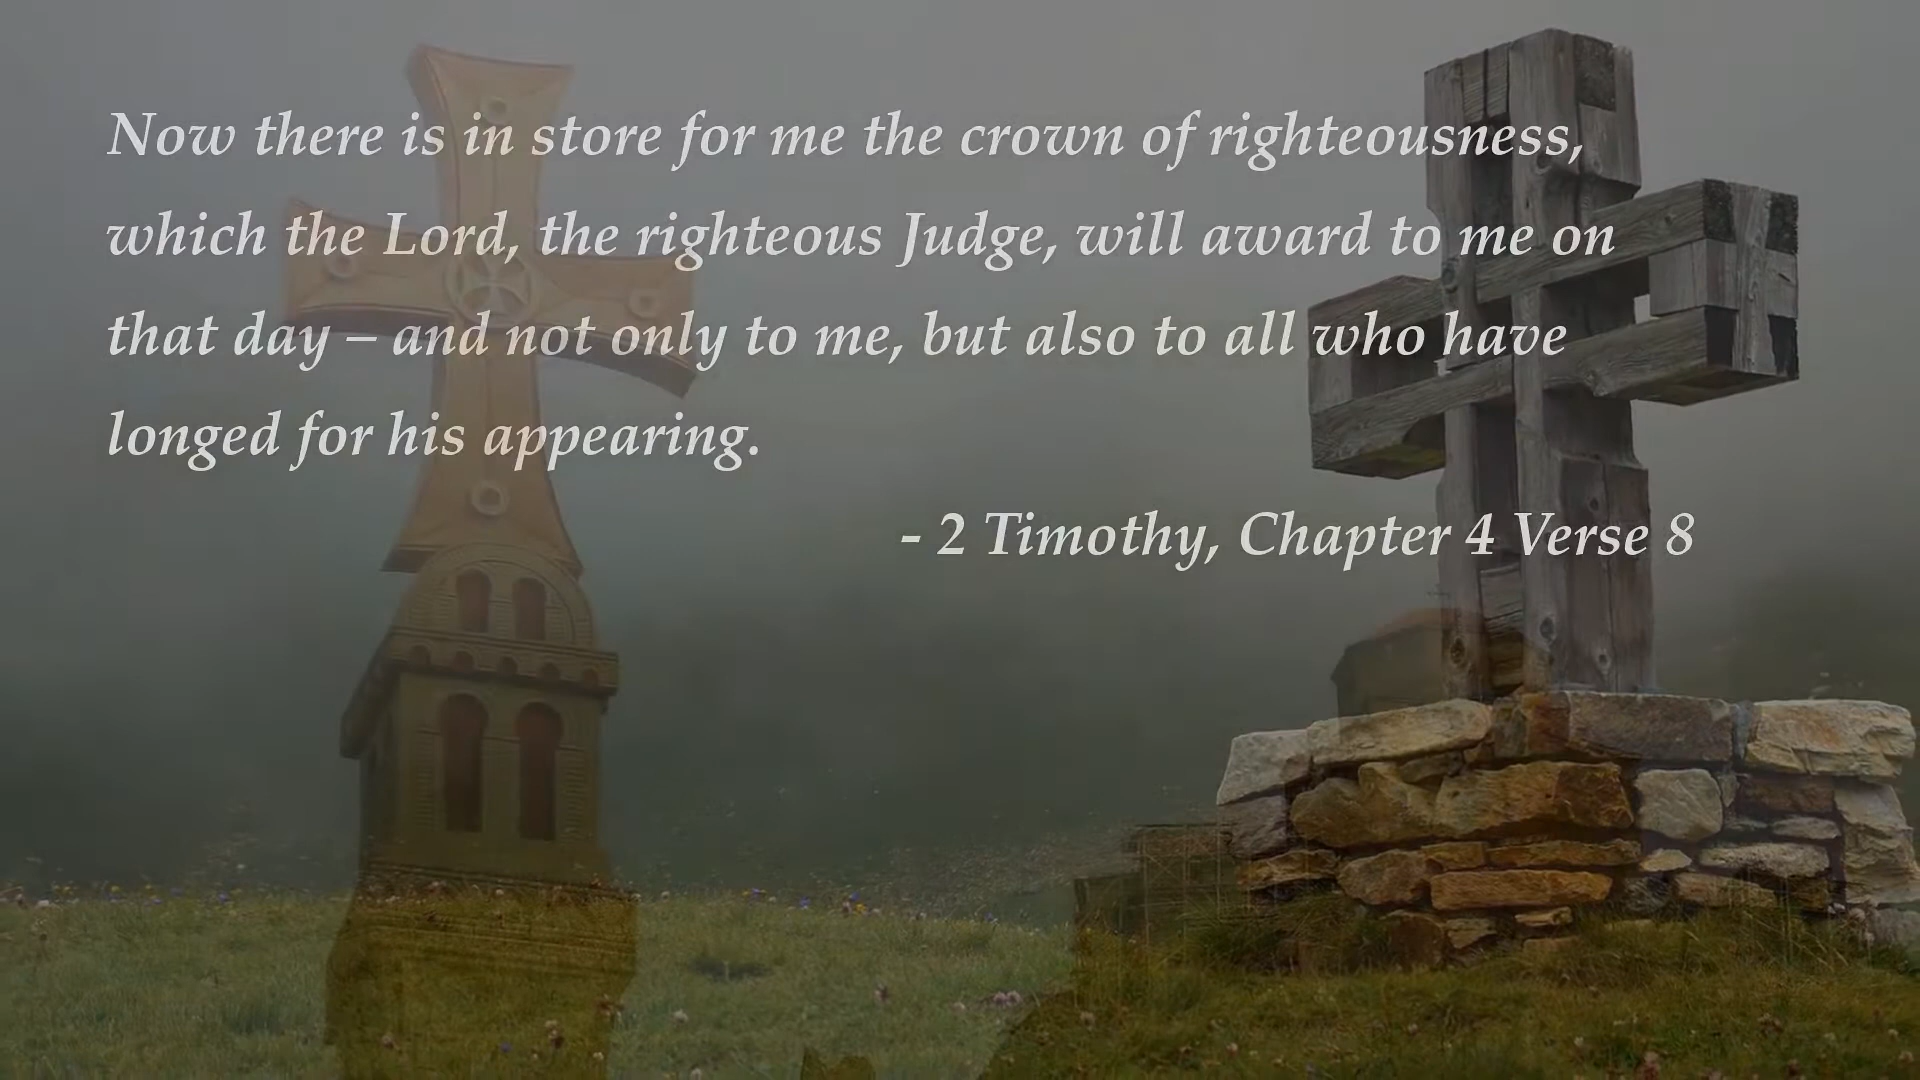 Now there is in store for me the crown of righteousness,
which the Lord, the righteous Judge, will award to me on
that day – and not only to me, but also to all who have
longed for his appearing.
- 2 Timothy, Chapter 4 Verse 8